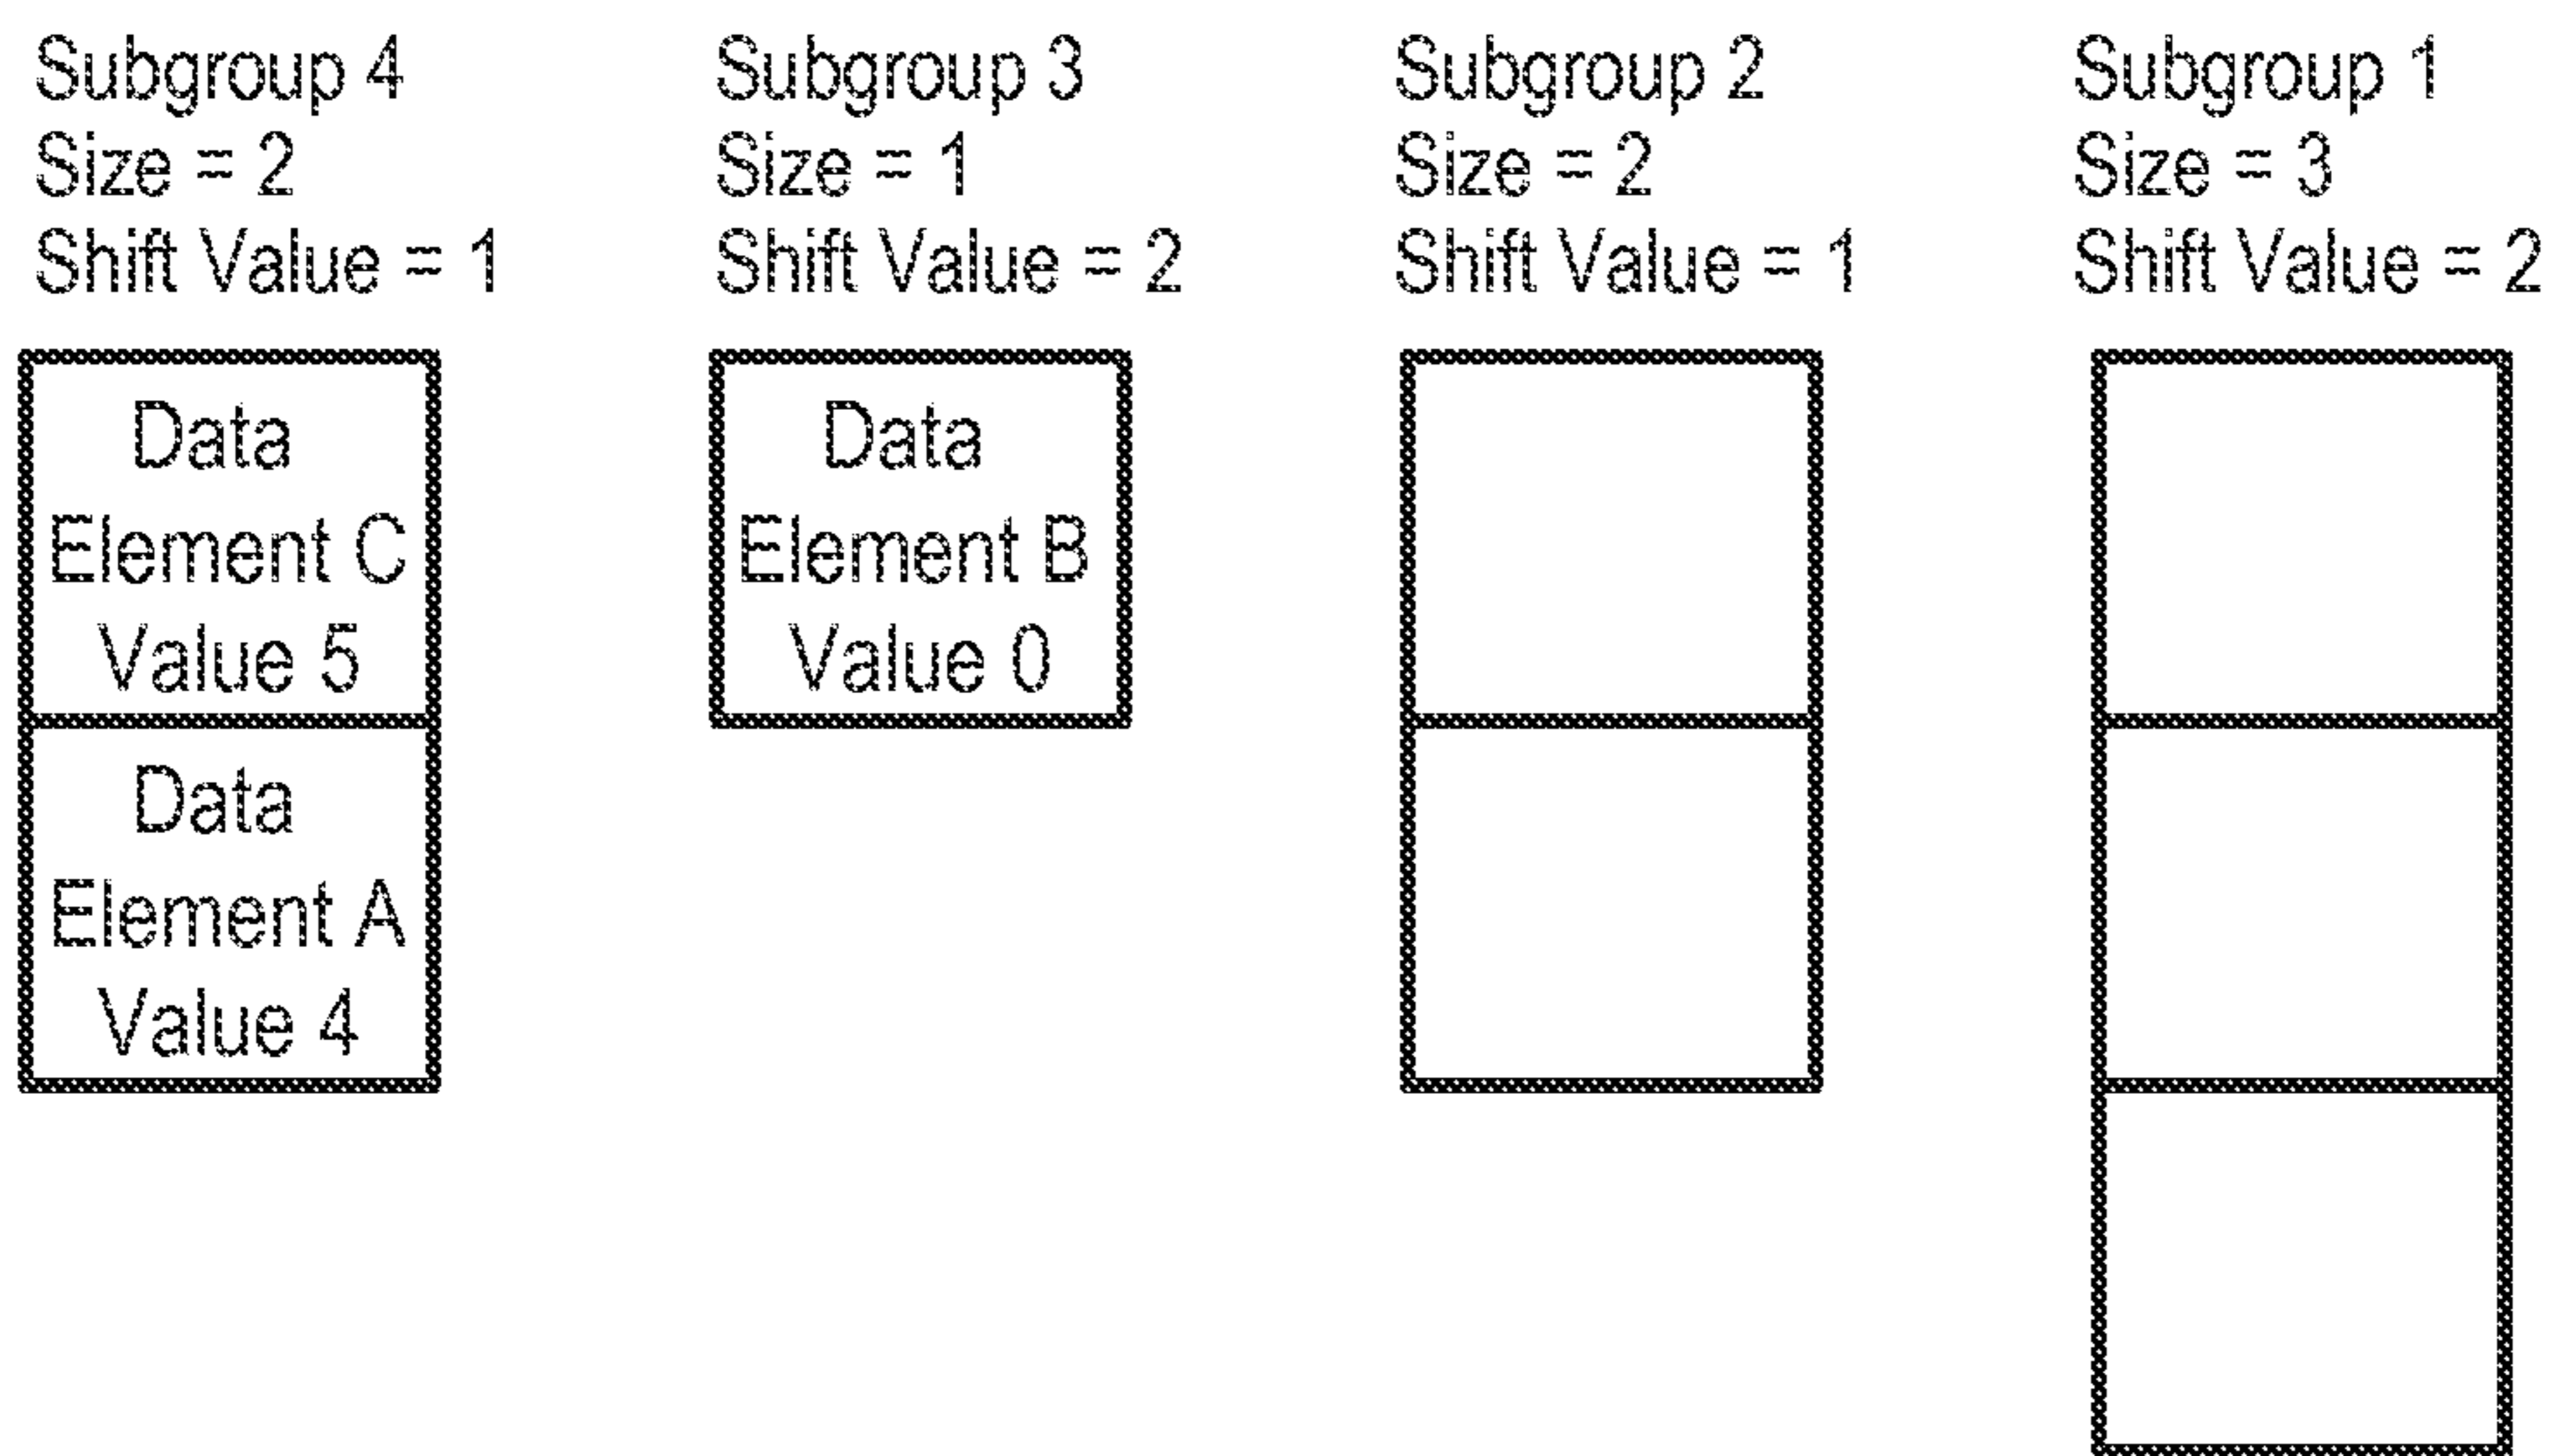 Subgroup 4
Size = 2
Shift Value = 1
Subgroup 3
Size = 1
Shift Value = 2
Subgroup 2
Size = 2
Shift Value = 1
Subgroup 1
Size = 3
Shift Value = 2
Data
Element C
Value 5
Data
Element A
Value 4
Data
Element B
Value 0